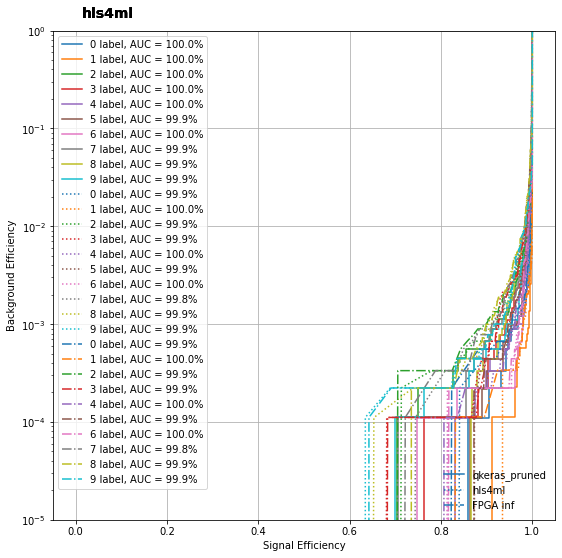 hls4ml
0 label, AUC = 100.0%
1 label, AUC = 100.0%
2 label, AUC = 100.0%
3 label, AUC = 100.0%
4 label, AUC = 100.0%
5 label, AUC = 99.9%
6 label, AUC = 100.0%
7 label, AUC = 99.9%
8 label, AUC = 99.9%
9 label, AUC = 99.9%
0 label, AUC = 99.9%
1 label, AUC = 100.0%
2 label, AUC = 99.9%
3 label, AUC = 99.9%
4 label, AUC = 100.0%
5 label, AUC = 99.9%
6 label, AUC = 100.0%
7 label, AUC = 99.8%
8 label, AUC = 99.9%
9 label, AUC = 99.9%
0 label, AUC = 99.9%
1 label, AUC = 100.0%
2 label, AUC = 99.9%
3 label, AUC = 99.9%
4 label, AUC = 100.0%
5 label, AUC = 99.9%
6 label, AUC = 100.0%
7 label, AUC = 99.8%
8 label, AUC = 99.9%
9 label, AUC = 99.9%
qkeras_pruned
hls4ml
FPGA inf
10⁰
10⁻¹
10⁻²
10⁻³
10⁻⁴
10⁻⁵
Background Efficiency
0.0 0.2 0.4 0.6 0.8 1.0
Signal Efficiency